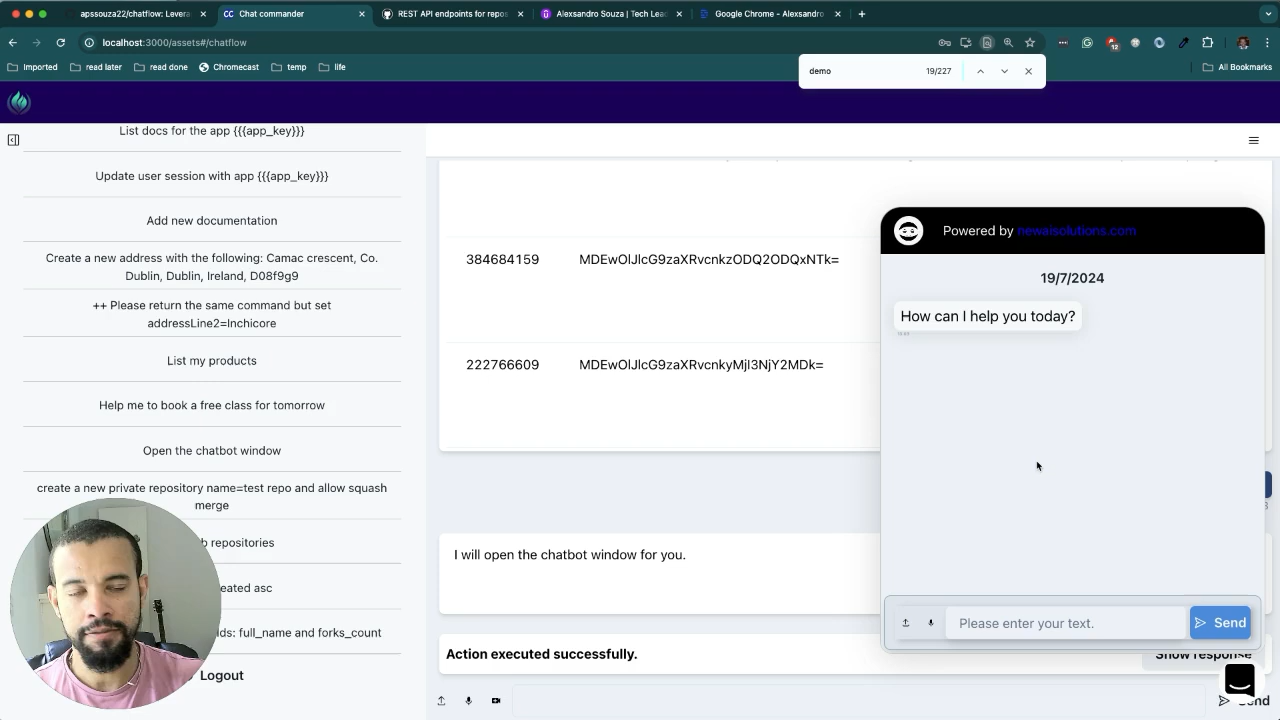 apssouza22/chatflow: Levera
Chat commander
REST API endpoints for repos
Alexsandro Souza | Tech Lead
Google Chrome - Alexsandro
localhost:3000/assets#/chatflow
12
Imported
read later
read done
Chromecast
temp
life
All Bookmarks
demo
19/227
List docs for the app {{{app_key}}}
Update user session with app {{{app_key}}}
Add new documentation
Create a new address with the following: Camac crescent, Co.
Dublin, Dublin, Ireland, D08f9g9
++ Please return the same command but set
addressLine2=Inchicore
List my products
Help me to book a free class for tomorrow
Open the chatbot window
create a new private repository name=test repo and allow squash
merge
repositories
eated asc
lds: full_name and forks_count
Logout
384684159
222766609
I will open the chatbot window for you.
Action executed successfully.
Show response
Send
Powered by newaisolutions.com
19/7/2024
How can I help you today?
Please enter your text.
Send